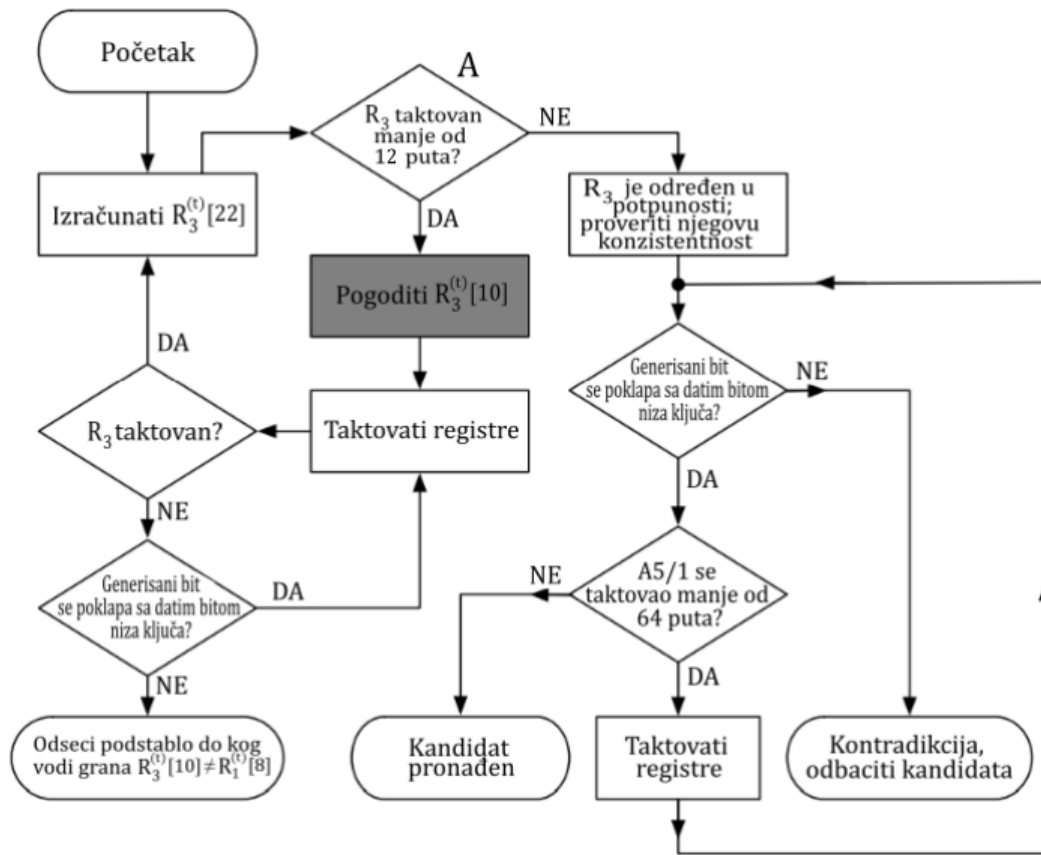 Početak
A
R₃ taktovan
manje od
12 puta?
NE
DA
Izračunati R₃⁽ᵗ⁾[22]
R₃ je određen u
potpunosti;
proveriti njegovu
konzistentnost
Pogoditi R₃⁽ᵗ⁾[10]
DA
Generisani bit
se poklapa sa datim bitom
niza ključa?
NE
R₃ taktovan?
Taktovati registre
DA
NE
Generisani bit
se poklapa sa datim bitom
niza ključa?
DA
NE
A5/1 se
taktovao manje od
64 puta?
NE
DA
Odseci podstablo do kog
vodi grana R₃⁽ᵗ⁾[10]≠R₁⁽ᵗ⁾[8]
Kandidat
pronađen
Taktovati
registre
Kontradikcija,
odbaciti kandidata